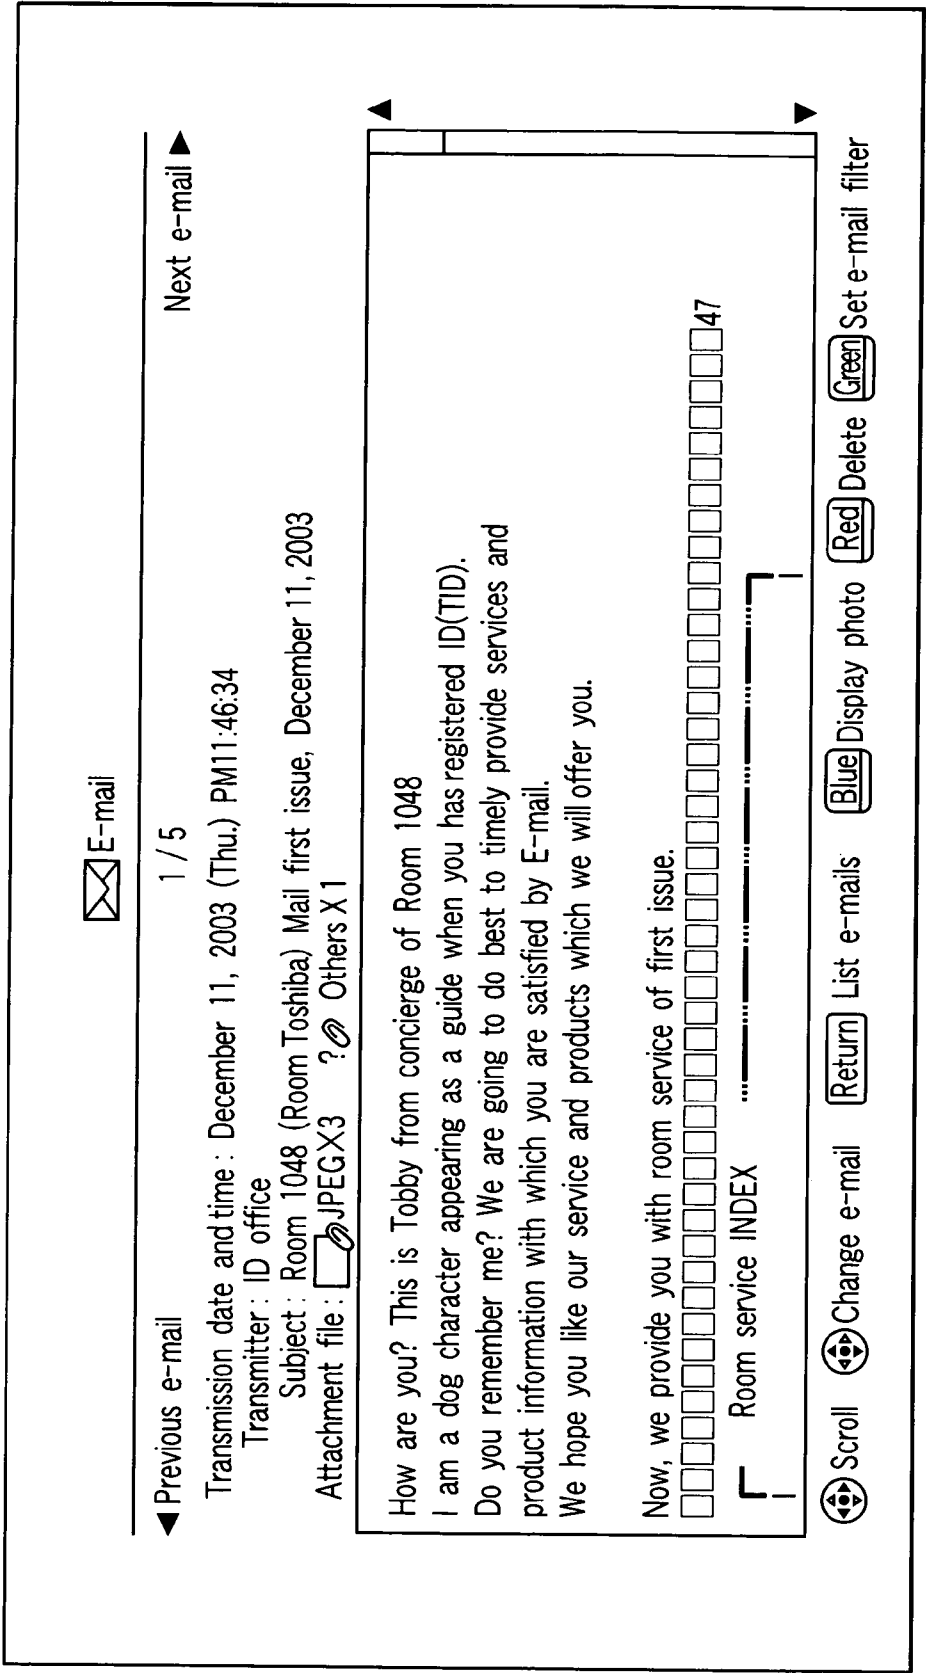 E-mail
◀Previous e-mail 1/5 Next e-mail▶
Transmission date and time : December 11, 2003 (Thu.) PM11:46:34
Transmitter : ID office
Subject : Room 1048 (Room Toshiba) Mail first issue, December 11, 2003
Attachment file : JPEGX3 ? Others X 1
How are you? This is Tobby from concierge of Room 1048
I am a dog character appearing as a guide when you has registered ID(TID).
Do you remember me? We are going to do best to timely provide services and
product information with which you are satisfied by E-mail.
We hope you like our service and products which we will offer you.
Now, we provide you with room service of first issue.
47
Room service INDEX
Scroll Change e-mail Return List e-mails Blue Display photo Red Delete Green Set e-mail filter